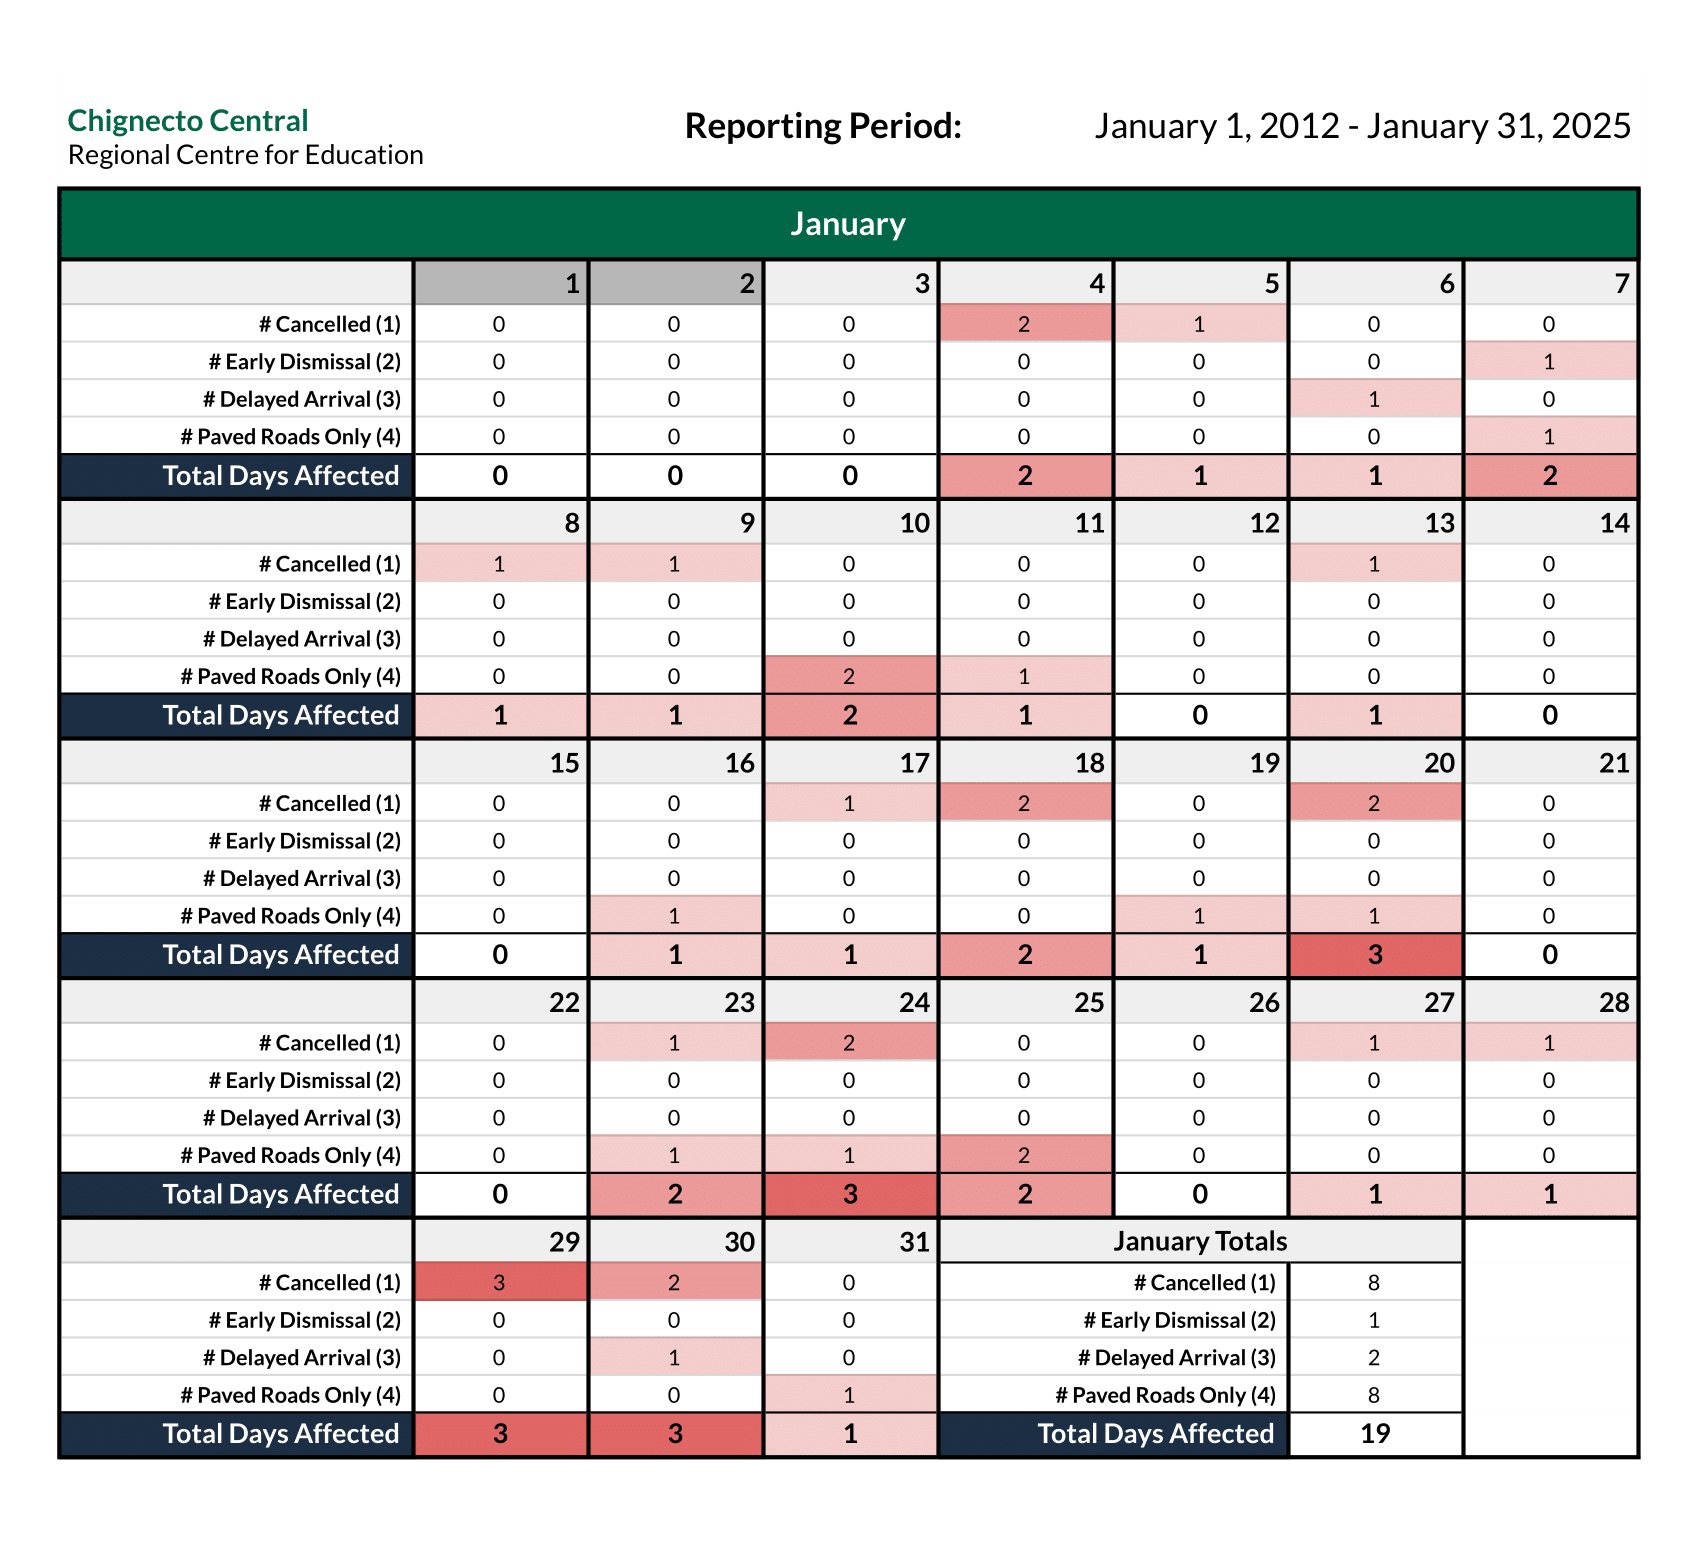 Chignecto Central
Regional Centre for Education
Reporting Period: January 1, 2012 - January 31, 2025
January
1 2 3 4 5 6 7
# Cancelled (1) 0 0 0 2 1 0 0
# Early Dismissal (2) 0 0 0 0 0 0 1
# Delayed Arrival (3) 0 0 0 0 0 1 0
# Paved Roads Only (4) 0 0 0 0 0 0 1
Total Days Affected 0 0 0 2 1 1 2
8 9 10 11 12 13 14
# Cancelled (1) 1 1 0 0 0 1 0
# Early Dismissal (2) 0 0 0 0 0 0 0
# Delayed Arrival (3) 0 0 0 0 0 0 0
# Paved Roads Only (4) 0 0 2 1 0 0 0
Total Days Affected 1 1 2 1 0 1 0
15 16 17 18 19 20 21
# Cancelled (1) 0 0 1 2 0 2 0
# Early Dismissal (2) 0 0 0 0 0 0 0
# Delayed Arrival (3) 0 0 0 0 0 0 0
# Paved Roads Only (4) 0 1 0 0 1 1 0
Total Days Affected 0 1 1 2 1 3 0
22 23 24 25 26 27 28
# Cancelled (1) 0 1 2 0 0 1 1
# Early Dismissal (2) 0 0 0 0 0 0 0
# Delayed Arrival (3) 0 0 0 0 0 0 0
# Paved Roads Only (4) 0 1 1 2 0 0 0
Total Days Affected 0 2 3 2 0 1 1
29 30 31 January Totals
# Cancelled (1) 3 2 0 # Cancelled (1) 8
# Early Dismissal (2) 0 0 0 # Early Dismissal (2) 1
# Delayed Arrival (3) 0 1 0 # Delayed Arrival (3) 2
# Paved Roads Only (4) 0 0 1 # Paved Roads Only (4) 8
Total Days Affected 3 3 1 Total Days Affected 19